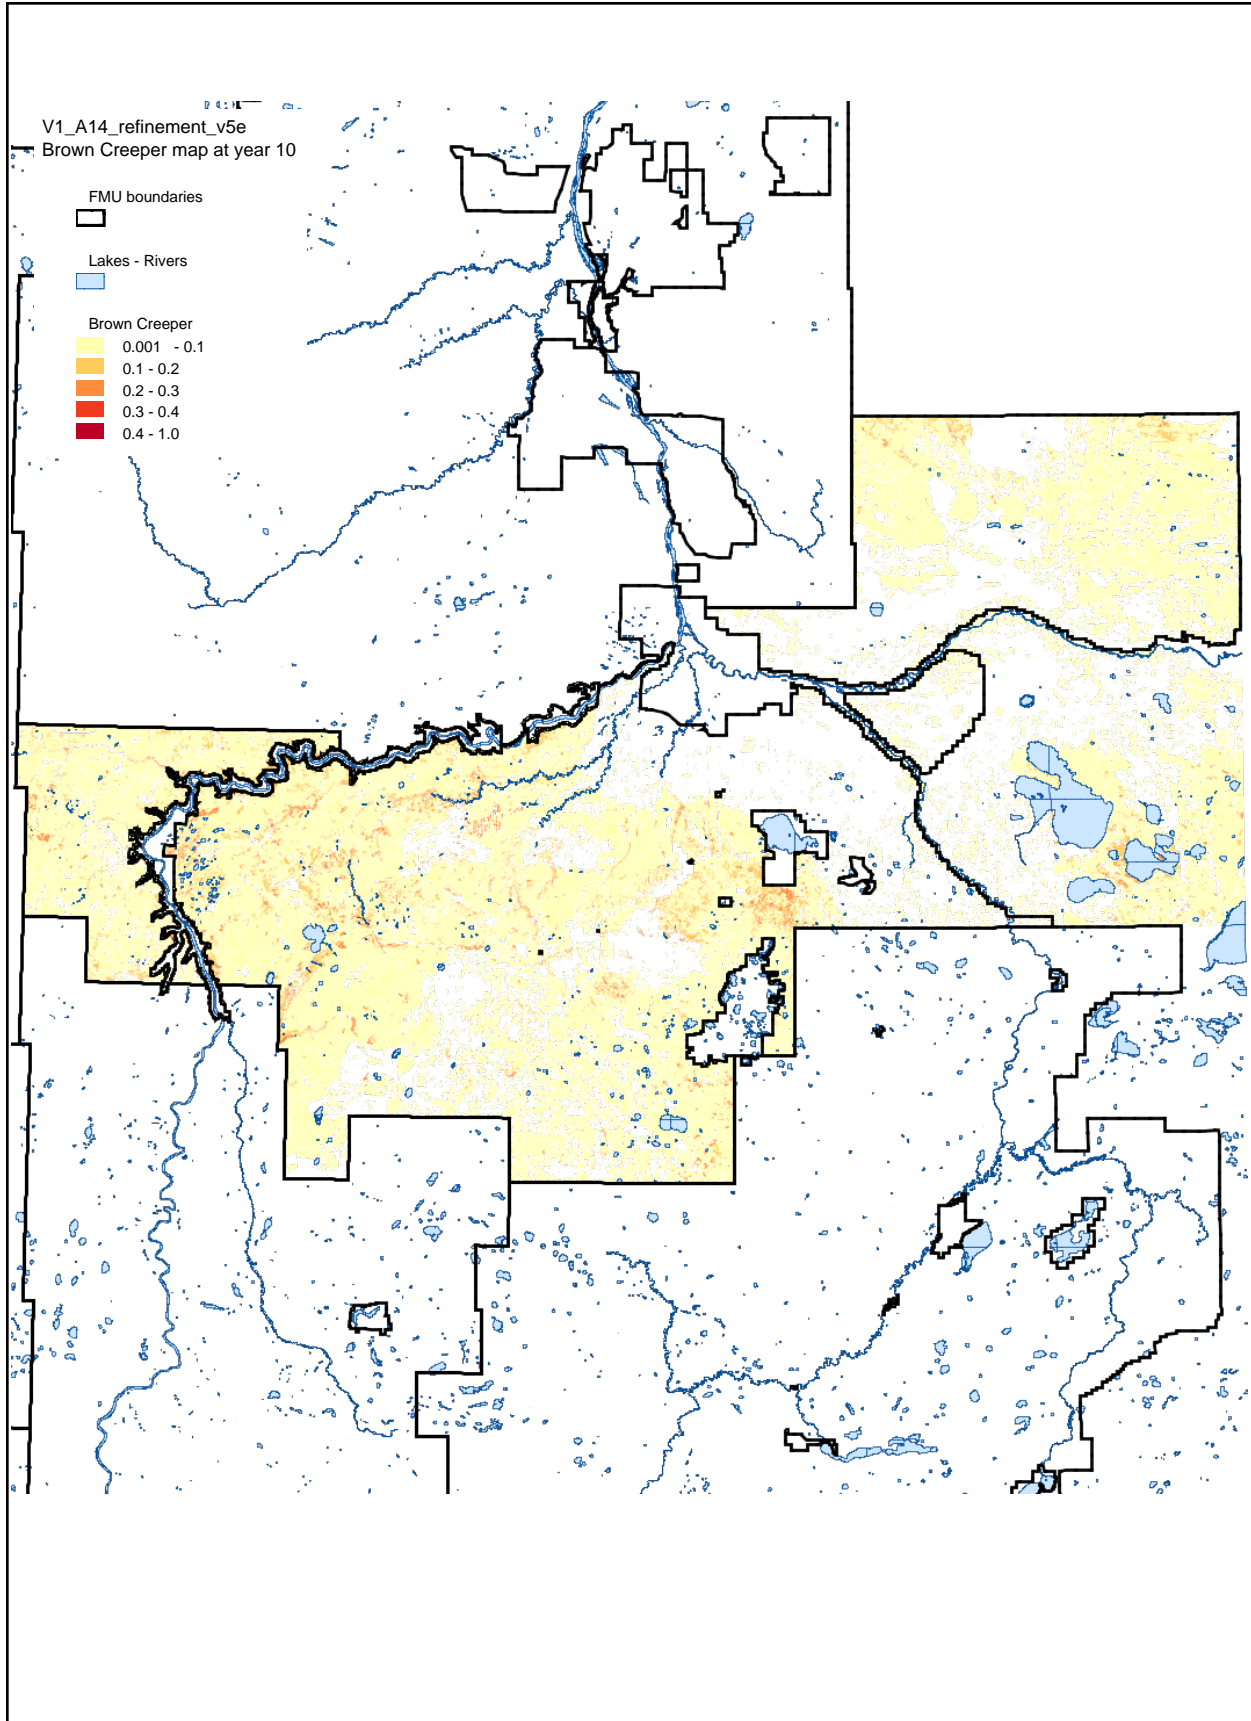 V1_A14_refinement_v5e
Brown Creeper map at year 10
FMU boundaries
Lakes - Rivers
Brown Creeper
0.001 - 0.1
0.1 - 0.2
0.2 - 0.3
0.3 - 0.4
0.4 - 1.0